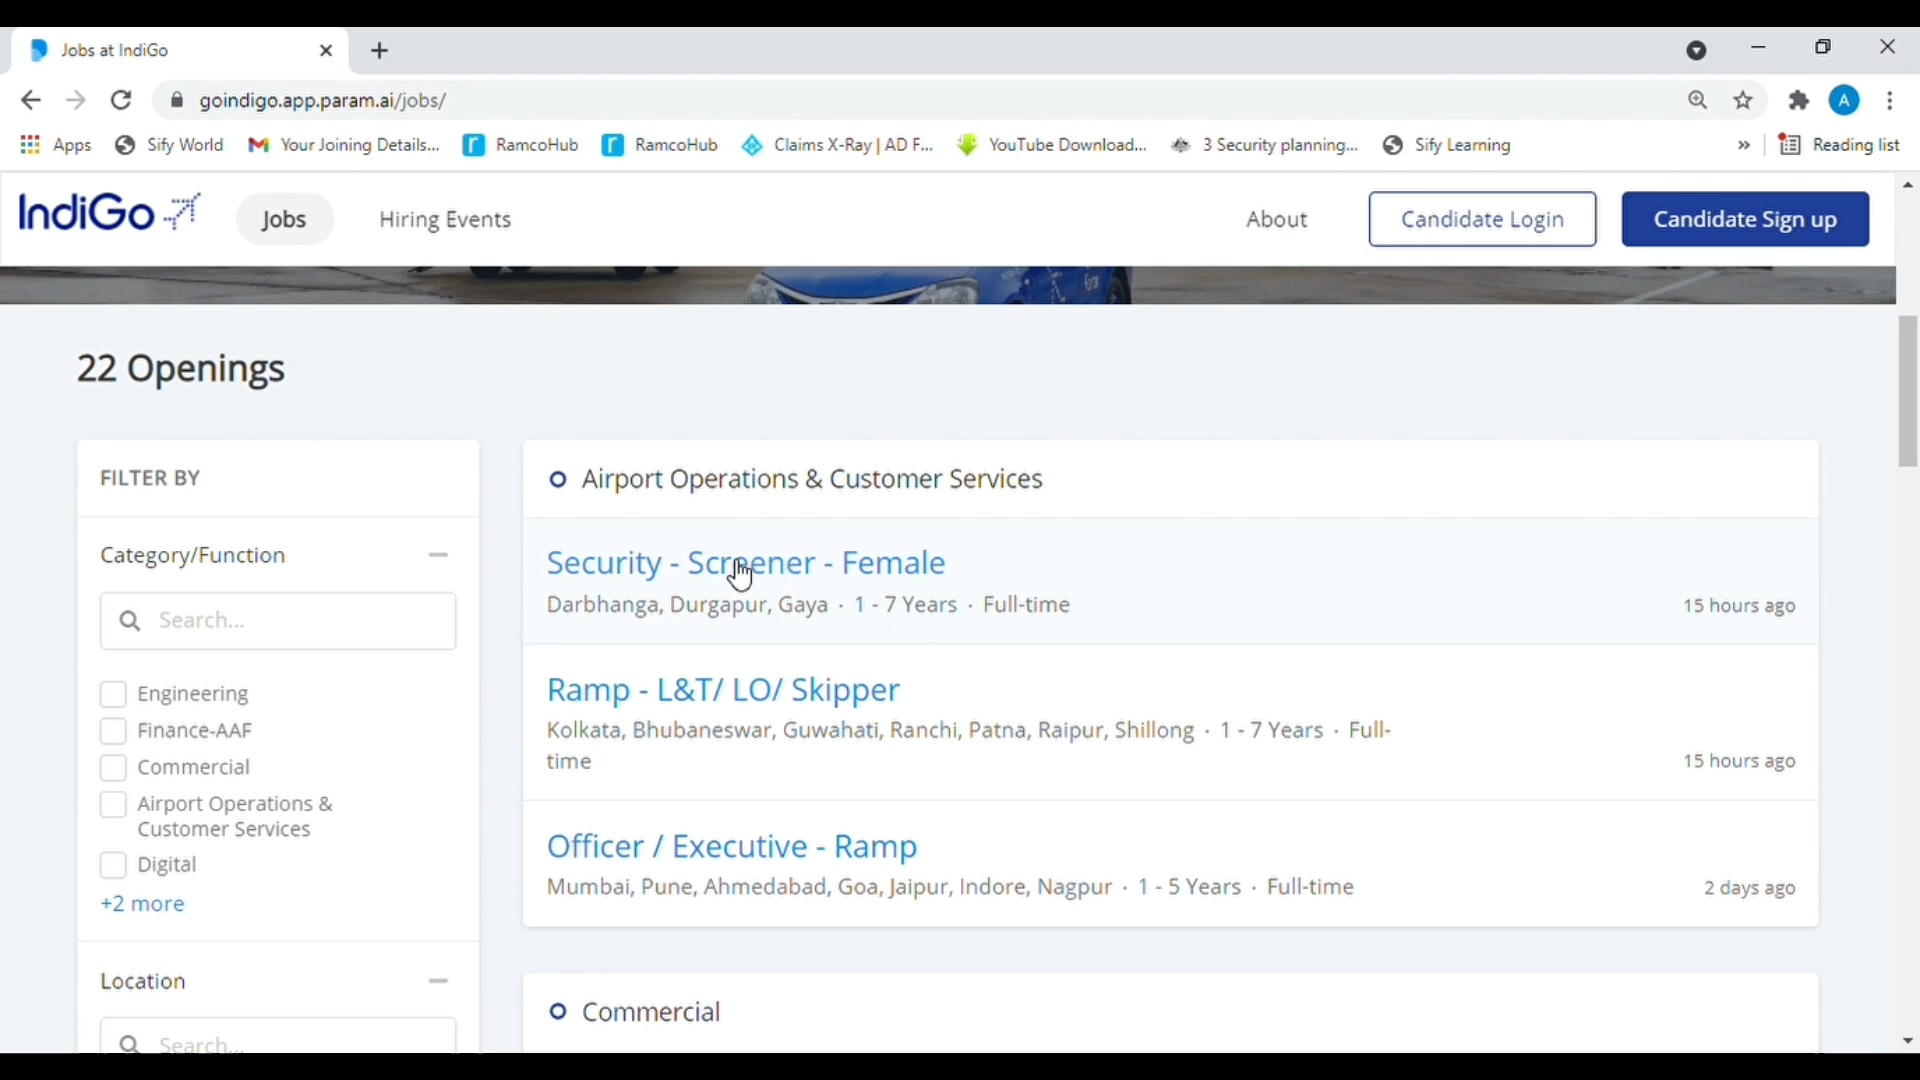 Jobs at IndiGo
goindigo.app.param.ai/jobs/
Apps Sify World Your Joining Details... RamcoHub RamcoHub Claims X-Ray | AD F... YouTube Download... 3 Security planning... Sify Learning » Reading list
A
IndiGo Jobs Hiring Events About Candidate Login Candidate Sign up
22 Openings
FILTER BY
Category/Function
Search...
Engineering
Finance-AAF
Commercial
Airport Operations &
Customer Services
Digital
+2 more
Location
Search...
Airport Operations & Customer Services
Security - Screener - Female
Darbhanga, Durgapur, Gaya · 1 - 7 Years · Full-time
15 hours ago
Ramp - L&T/ LO/ Skipper
Kolkata, Bhubaneswar, Guwahati, Ranchi, Patna, Raipur, Shillong · 1 - 7 Years · Full-
time
15 hours ago
Officer / Executive - Ramp
Mumbai, Pune, Ahmedabad, Goa, Jaipur, Indore, Nagpur · 1 - 5 Years · Full-time
2 days ago
Commercial